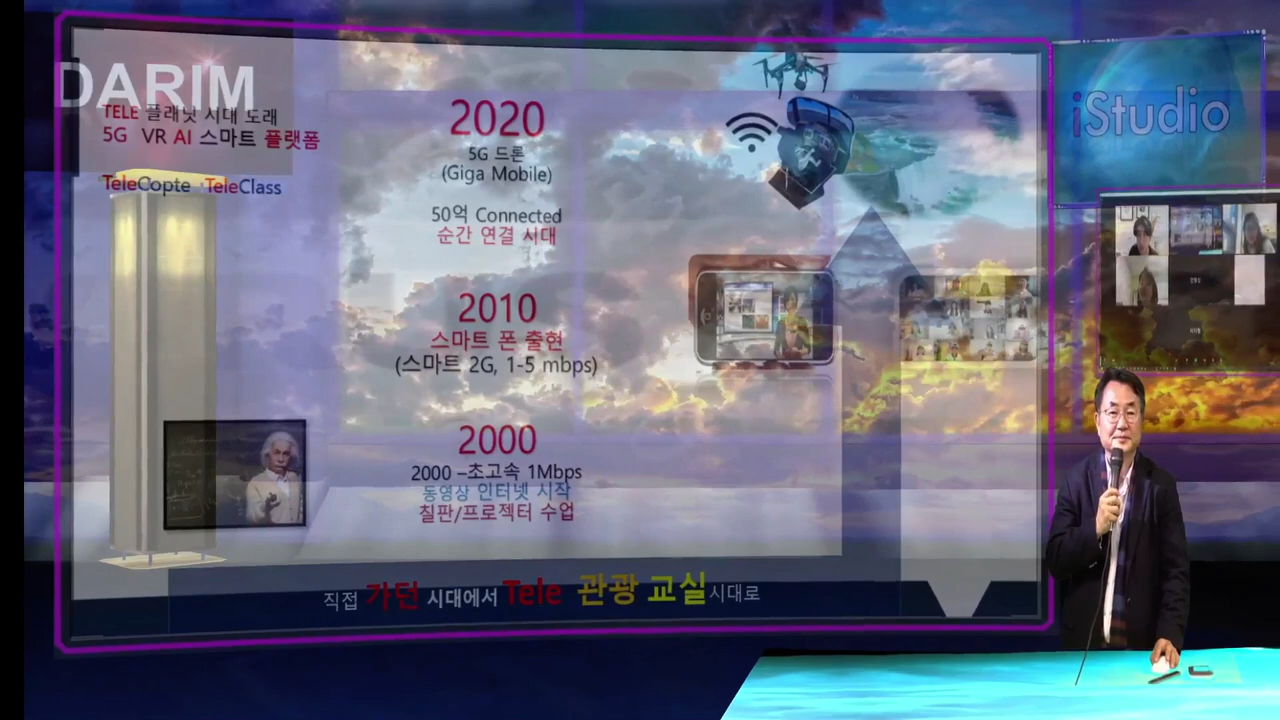 DARIM
TELE 플래닛 시대 도래
5G VR AI 스마트 플랫폼
TeleCopte TeleClass
2020
5G 드론
(Giga Mobile)
50억 Connected
순간 연결 시대
2010
스마트 폰 출현
(스마트 2G, 1-5 mbps)
2000
2000 –초고속 1Mbps
동영상 인터넷 시작
칠판/프로젝터 수업
직접 가던 시대에서 Tele 관광 교실시대로
iStudio